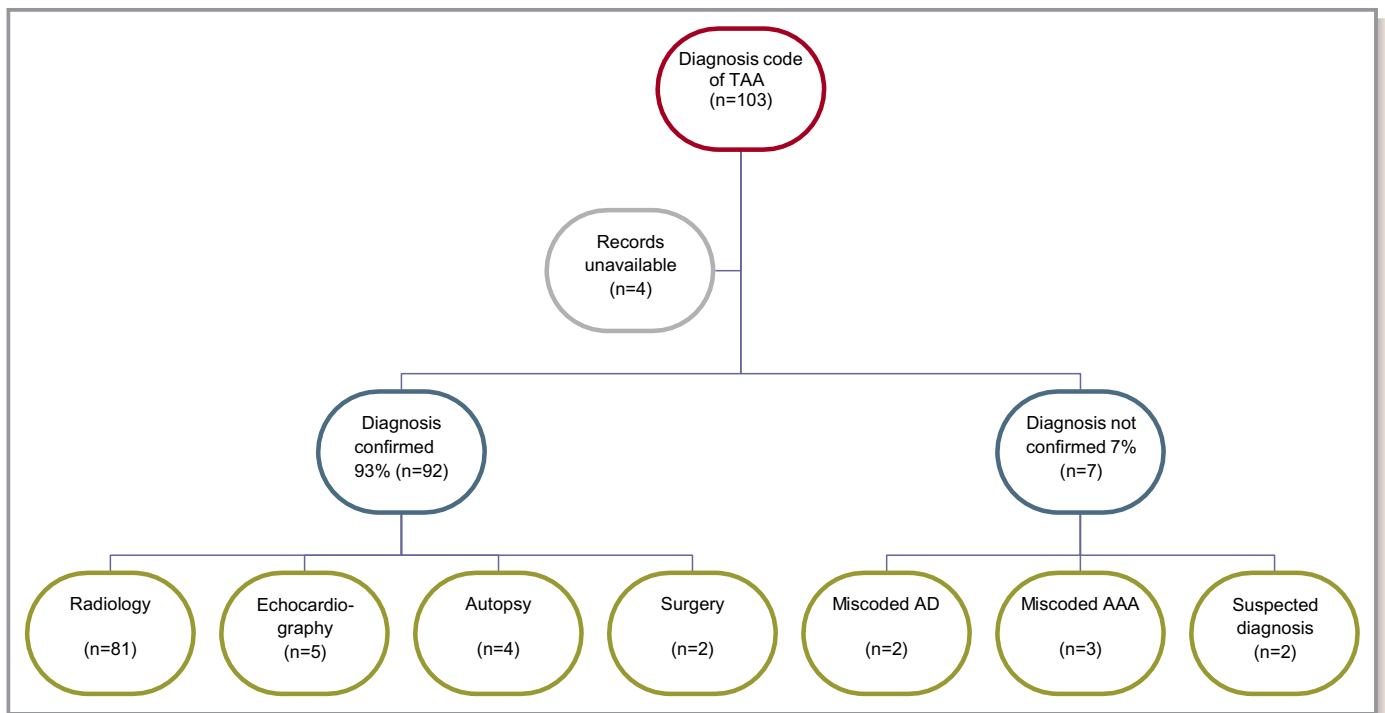 Diagnosis code
of TAA
(n=103)
Records
unavailable
(n=4)
Diagnosis
confirmed
93% (n=92)
Diagnosis not
confirmed 7%
(n=7)
Radiology
(n=81)
Echocardio-
graphy
(n=5)
Autopsy
(n=4)
Surgery
(n=2)
Miscoded AD
(n=2)
Miscoded AAA
(n=3)
Suspected
diagnosis
(n=2)